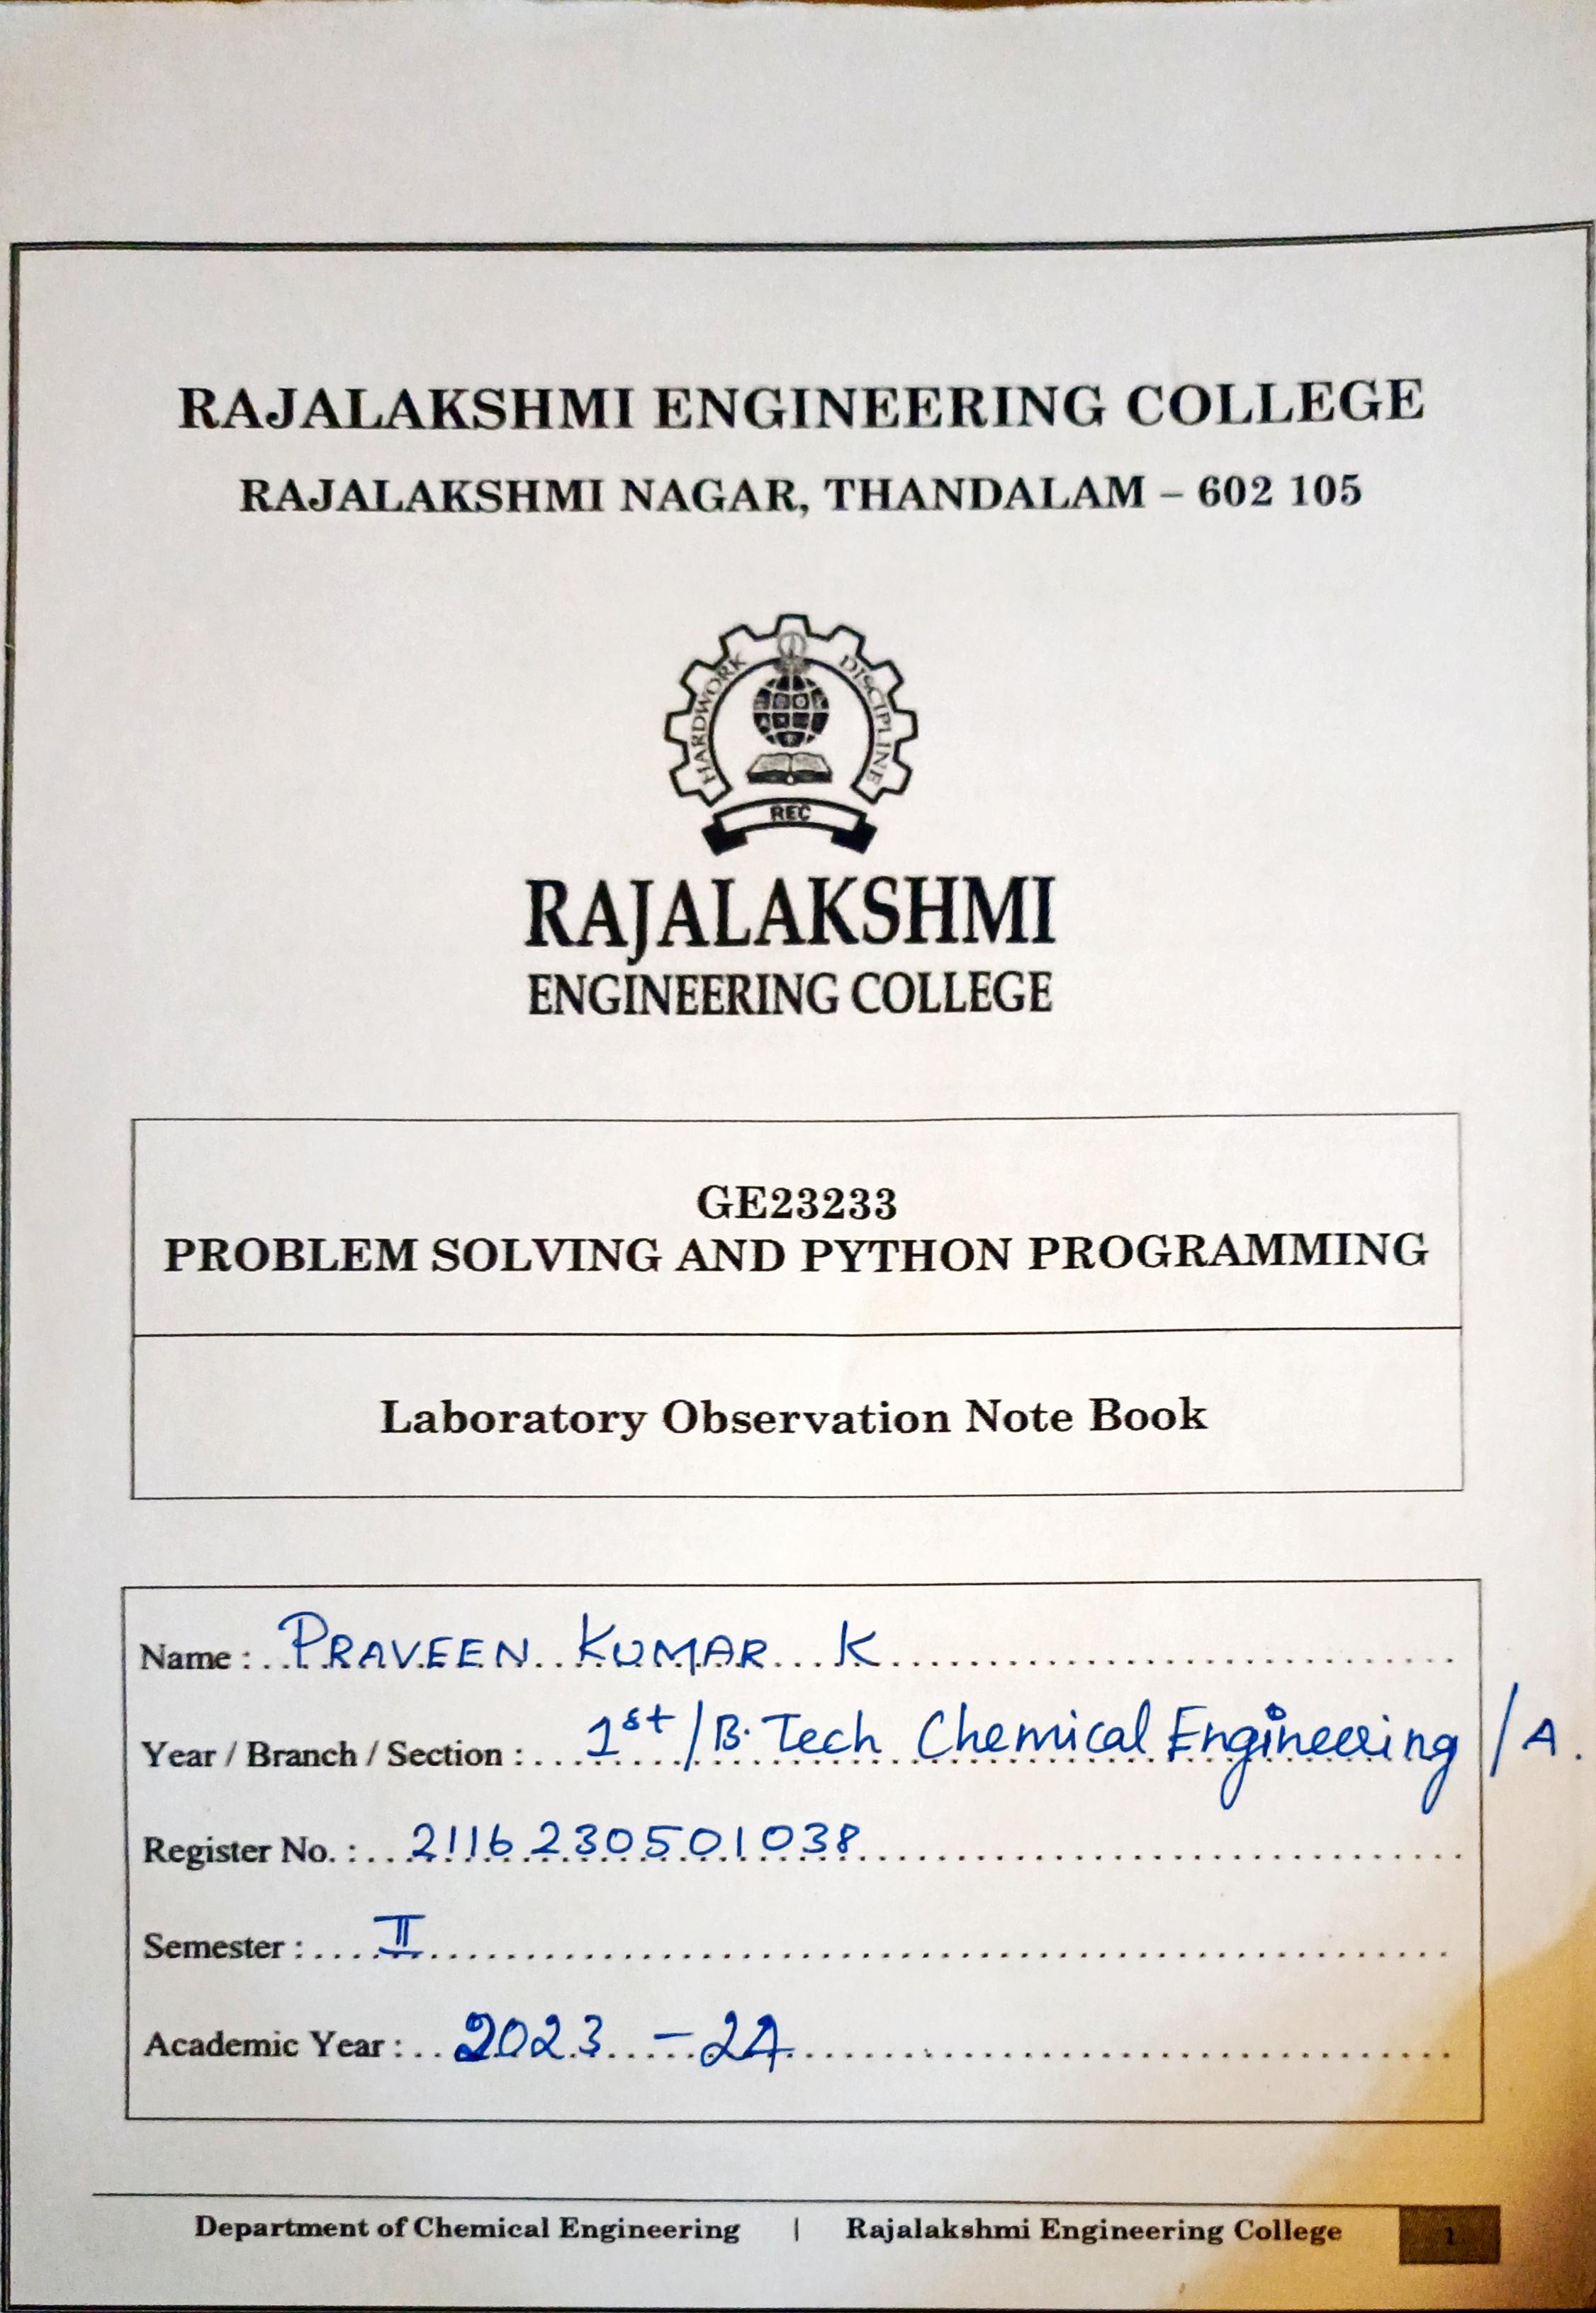 RAJALAKSHMI ENGINEERING COLLEGE
RAJALAKSHMI NAGAR, THANDALAM – 602 105
HARDWORK DISCIPLINE
REC
RAJALAKSHMI
ENGINEERING COLLEGE
GE23233
PROBLEM SOLVING AND PYTHON PROGRAMMING
Laboratory Observation Note Book
Name : PRAVEEN KUMAR K
Year / Branch / Section : 1st / B.Tech Chemical Engineering / A.
Register No. : 2116230501038
Semester : II
Academic Year : 2023 – 24
Department of Chemical Engineering | Rajalakshmi Engineering College 1